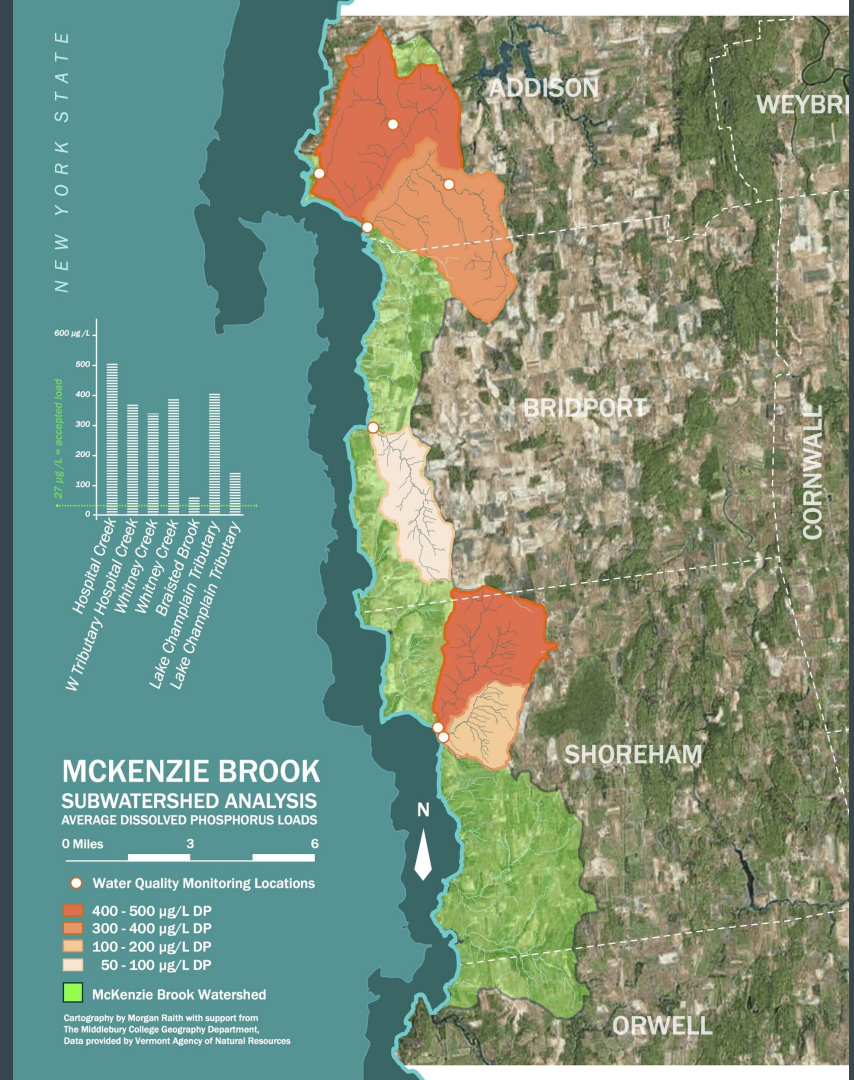 NEW YORK STATE
ADDISON
WEYBRI
BRIDPORT
CORNWALL
SHOREHAM
ORWELL
600 µg /L
500
400
300
200
100
0
27 µg /L = accepted load
Hospital Creek
W Tributary Hospital Creek
Whitney Creek
Whitney Creek
Braisted Brook
Lake Champlain Tributary
Lake Champlain Tributary
MCKENZIE BROOK
SUBWATERSHED ANALYSIS
AVERAGE DISSOLVED PHOSPHORUS LOADS
0 Miles 3 6
N
Water Quality Monitoring Locations
400 - 500 µg/L DP
300 - 400 µg/L DP
100 - 200 µg/L DP
50 - 100 µg/L DP
McKenzie Brook Watershed
Cartography by Morgan Raith with support from
The Middlebury College Geography Department,
Data provided by Vermont Agency of Natural Resources